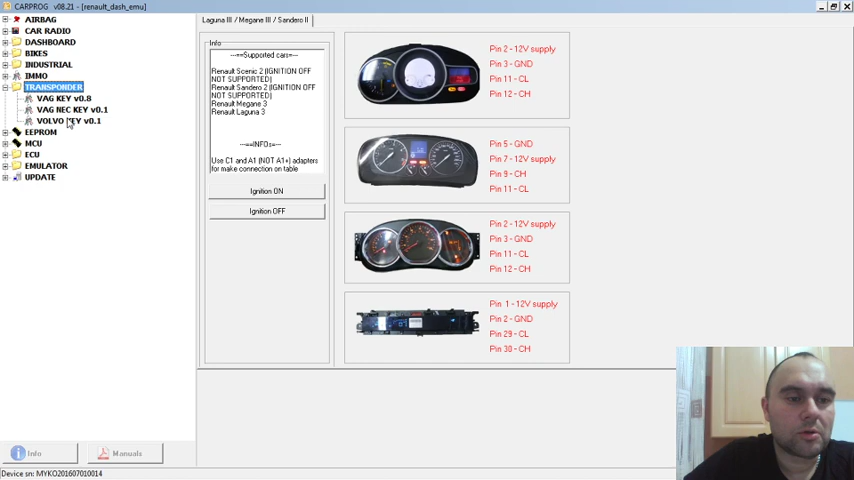 CARPROG v08.21 - [renault_dash_emu]
AIRBAG
CAR RADIO
DASHBOARD
BIKES
INDUSTRIAL
IMMO
TRANSPONDER
VAG KEY v0.8
VAG NEC KEY v0.1
VOLVO KEY v0.1
EEPROM
MCU
ECU
EMULATOR
UPDATE
Laguna III / Megane III / Sandero II
Info
---==Supported cars==---
Renault Scenic 2 (IGNITION OFF
NOT SUPPORTED)
Renault Sandero 2 (IGNITION OFF
NOT SUPPORTED)
Renault Megane 3
Renault Laguna 3
---==INFOs==---
Use C1 and A1 (NOT A1+) adapters
for make connection on table
Ignition ON
Ignition OFF
Pin 2 - 12V supply
Pin 3 - GND
Pin 11 - CL
Pin 12 - CH
Pin 5 - GND
Pin 7 - 12V supply
Pin 9 - CH
Pin 11 - CL
Pin 2 - 12V supply
Pin 3 - GND
Pin 11 - CL
Pin 12 - CH
Pin 1 - 12V supply
Pin 2 - GND
Pin 29 - CL
Pin 30 - CH
Info
Manuals
Device sn: MYKO201607010014